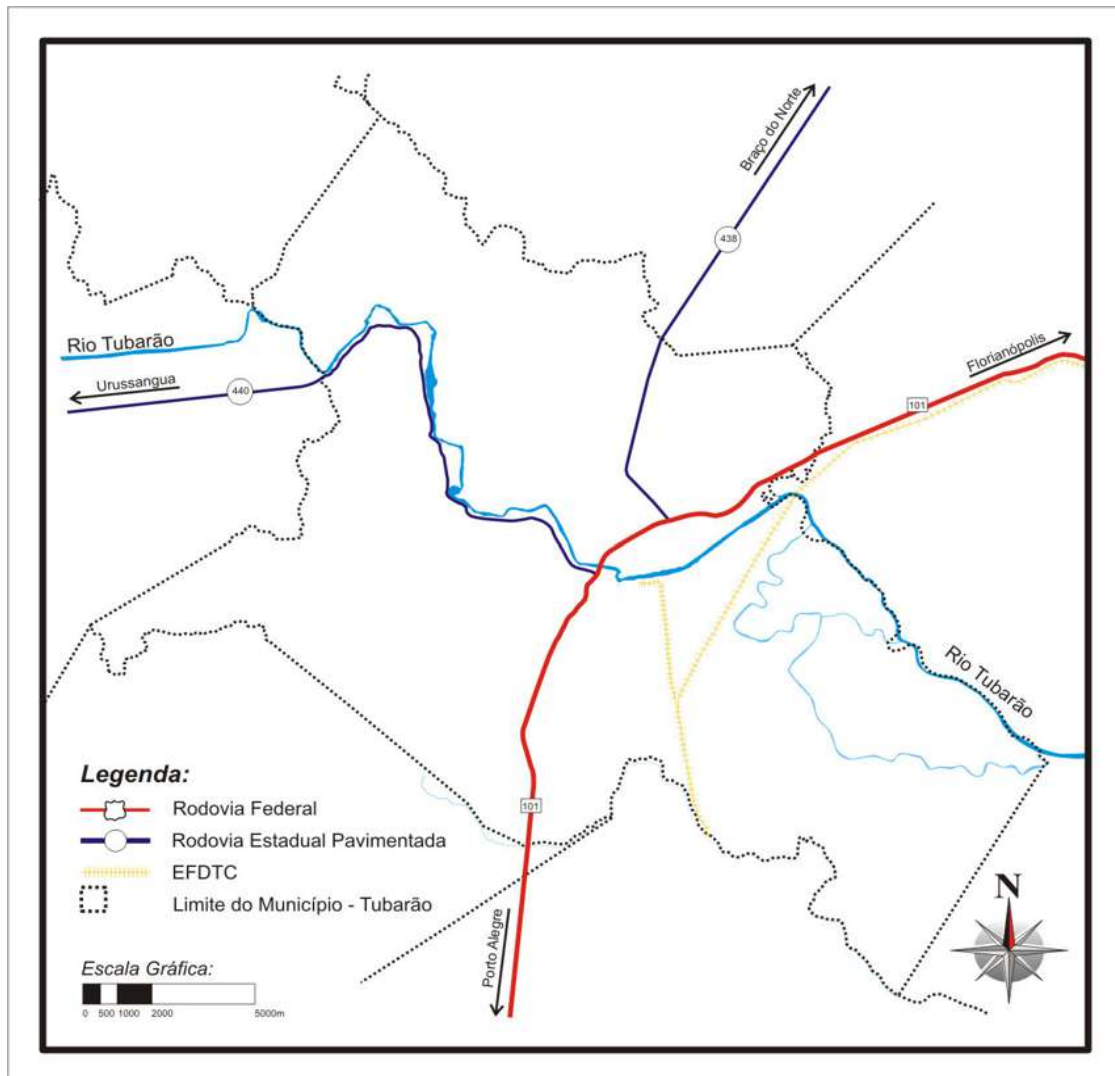 Braço do Norte
438
Florianópolis
Rio Tubarão
Urussangua
440
101
Rio Tubarão
101
Porto Alegre
Legenda:
Rodovia Federal
Rodovia Estadual Pavimentada
EFDTC
Limite do Município - Tubarão
Escala Gráfica:
0 500 1000 2000 5000m
N